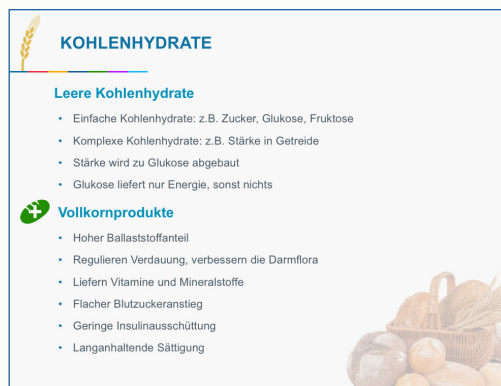 KOHLENHYDRATE
Leere Kohlenhydrate
• Einfache Kohlenhydrate: z.B. Zucker, Glukose, Fruktose
• Komplexe Kohlenhydrate: z.B. Stärke in Getreide
• Stärke wird zu Glukose abgebaut
• Glukose liefert nur Energie, sonst nichts
Vollkornprodukte
• Hoher Ballaststoffanteil
• Regulieren Verdauung, verbessern die Darmflora
• Liefern Vitamine und Mineralstoffe
• Flacher Blutzuckeranstieg
• Geringe Insulinausschüttung
• Langanhaltende Sättigung